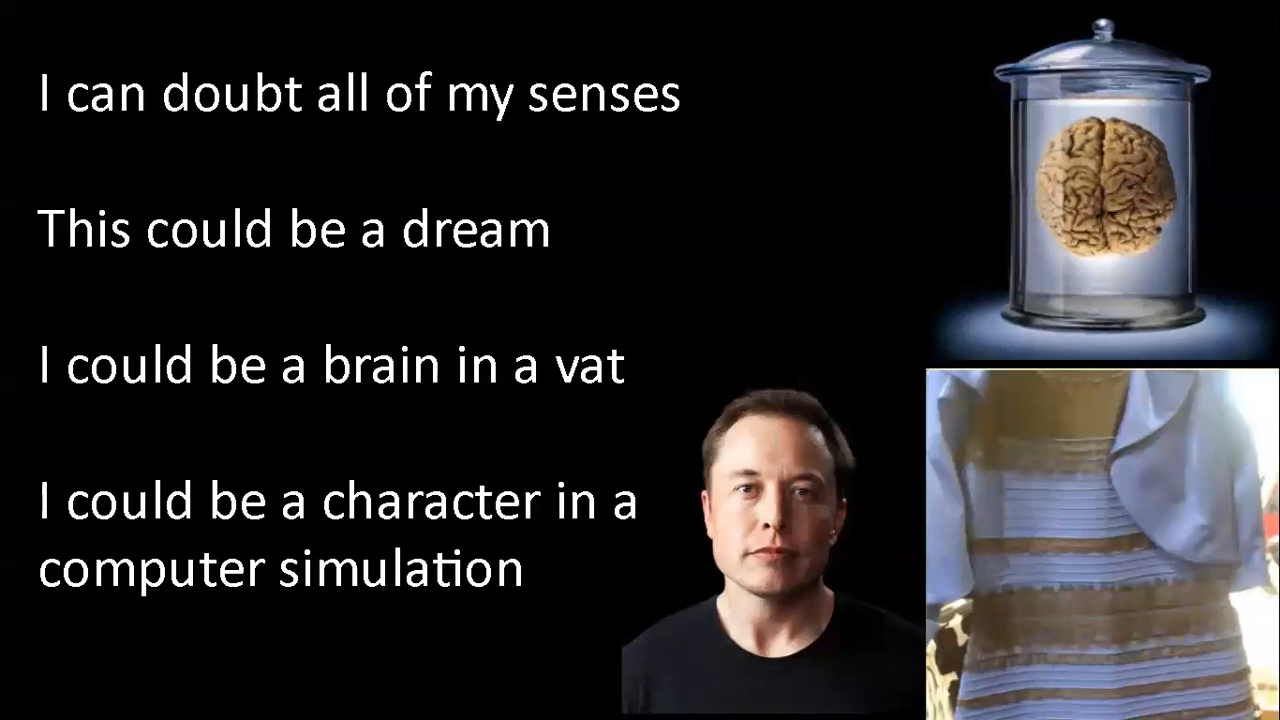 I can doubt all of my senses
This could be a dream
I could be a brain in a vat
I could be a character in a
computer simulation